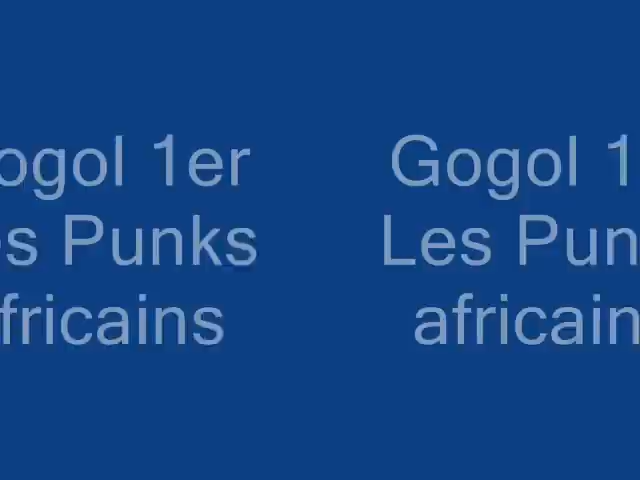 ogol 1er
es Punks
fricains
Gogol 1
Les Pun
africain